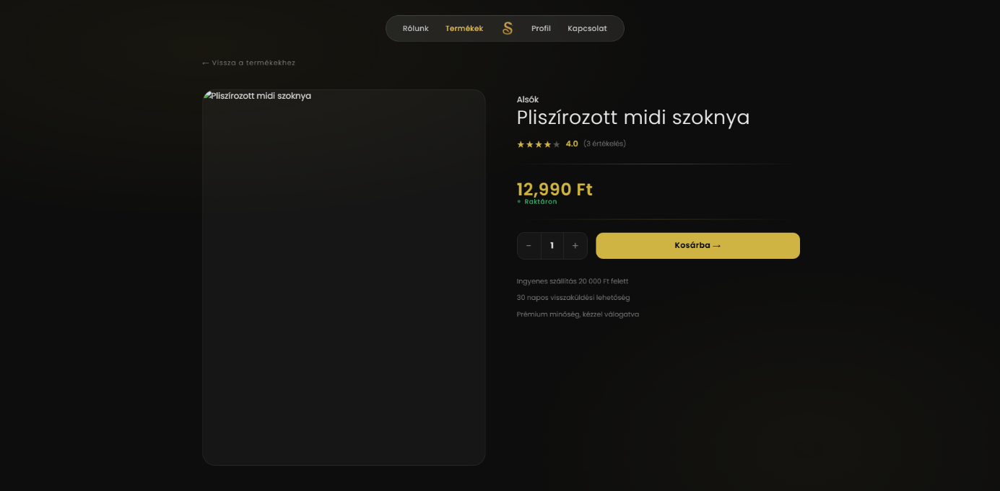 Rólunk Termékek S Profil Kapcsolat
← Vissza a termékekhez
Pliszírozott midi szoknya
Alsók
Pliszírozott midi szoknya
★★★★★ 4.0 (3 értékelés)
12,990 Ft
Raktáron
− 1 + Kosárba →
Ingyenes szállítás 20 000 Ft felett
30 napos visszaküldési lehetőség
Prémium minőség, kézzel válogatva